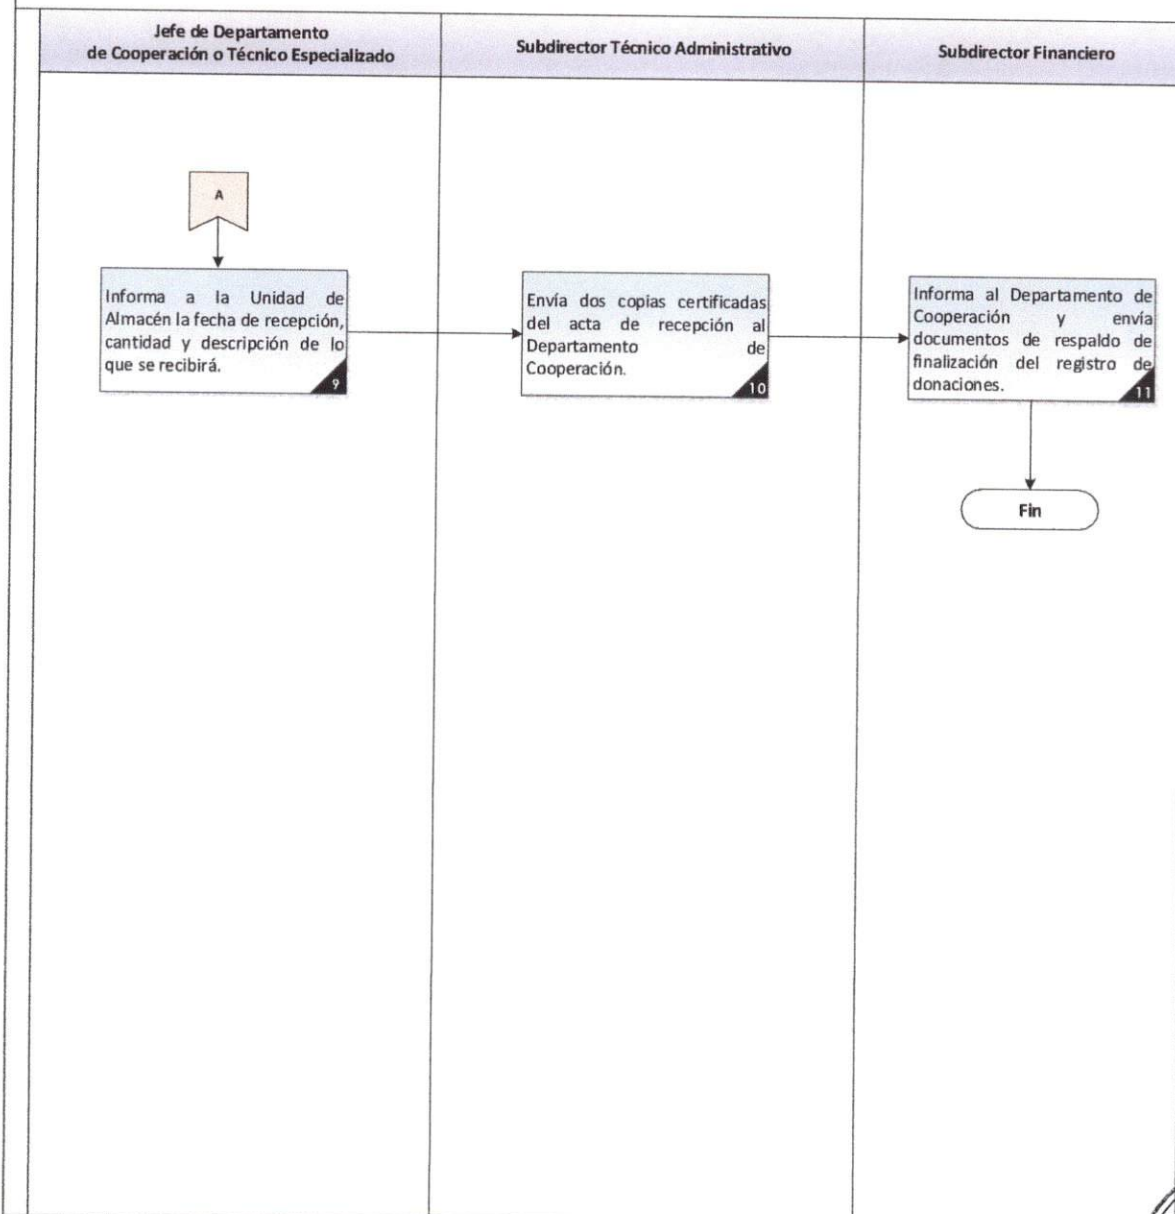 Jefe de Departamento
de Cooperación o Técnico Especializado
Subdirector Técnico Administrativo
Subdirector Financiero
A
Informa a la Unidad de
Almacén la fecha de recepción,
cantidad y descripción de lo
que se recibirá.
9
Envía dos copias certificadas
del acta de recepción al
Departamento de
Cooperación.
10
Informa al Departamento de
Cooperación y envía
documentos de respaldo de
finalización del registro de
donaciones.
11
Fin